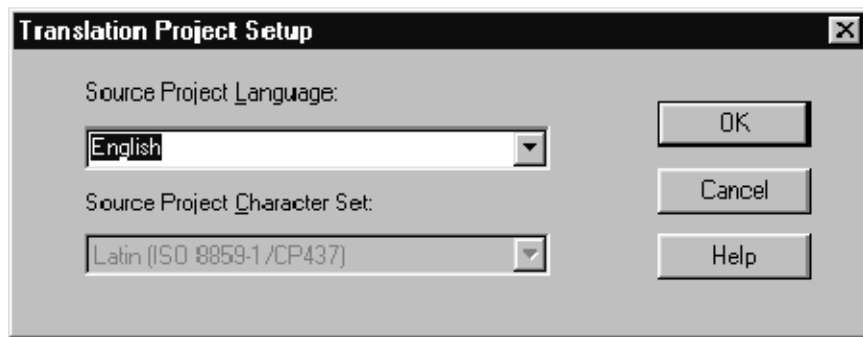 Translation Project Setup
Source Project Language:
English
OK
Source Project Character Set:
Cancel
Latin (ISO 8859-1/CP437)
Help